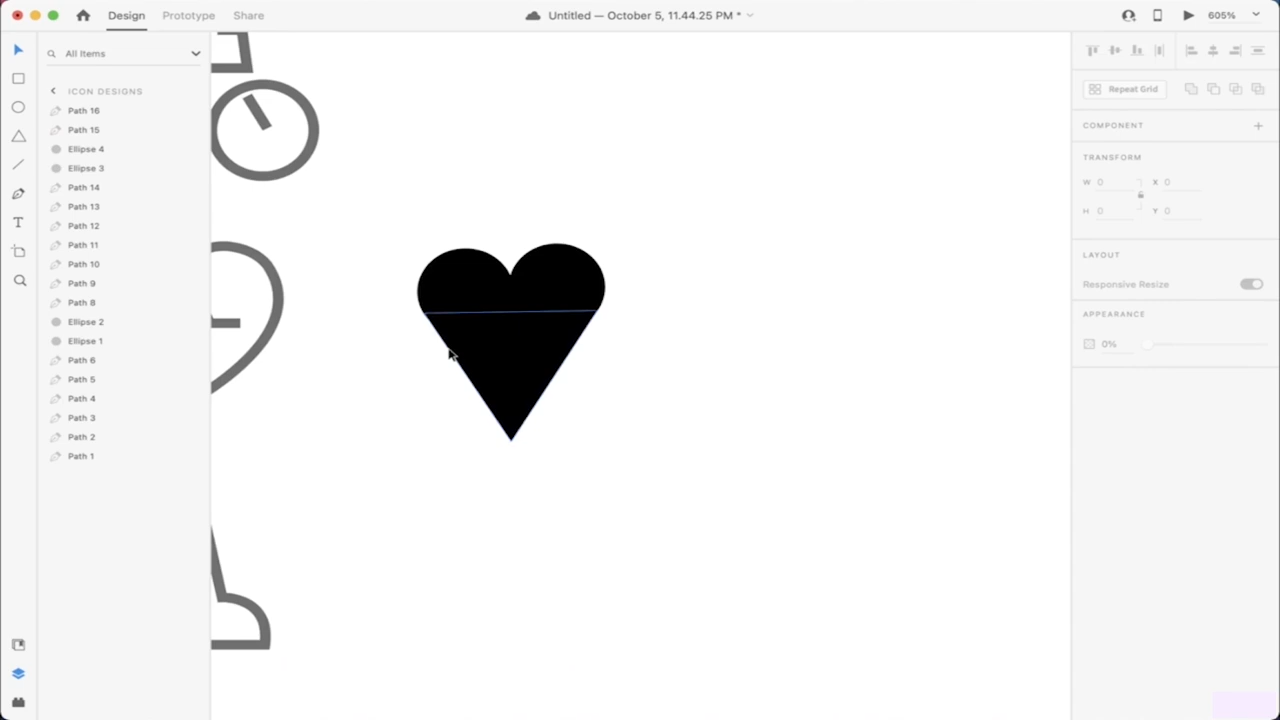 Design Prototype Share Untitled — October 5, 11.44.25 PM * 605%
All Items
ICON DESIGNS
Path 16
Path 15
Ellipse 4
Ellipse 3
Path 14
Path 13
Path 12
Path 11
Path 10
Path 9
Path 8
Ellipse 2
Ellipse 1
Path 6
Path 5
Path 4
Path 3
Path 2
Path 1
Repeat Grid
COMPONENT
TRANSFORM
W 0 X 0
H 0 Y 0
LAYOUT
Responsive Resize
APPEARANCE
0%